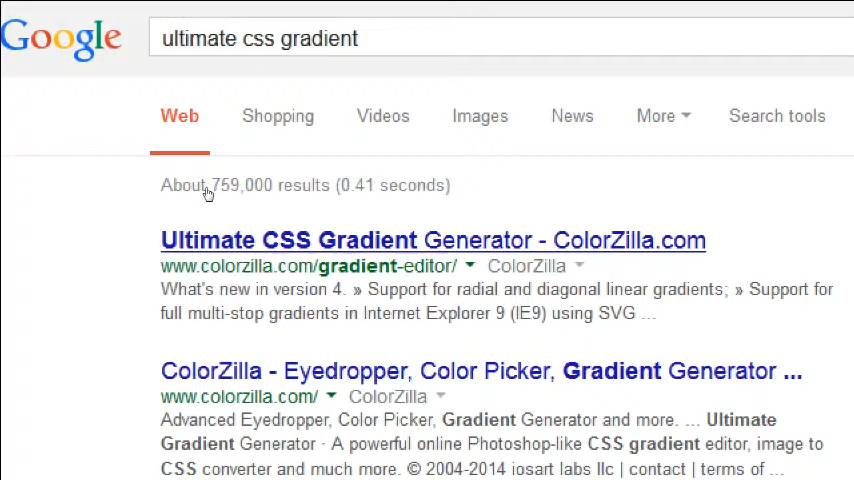 Google ultimate css gradient
Web Shopping Videos Images News More Search tools
About 759,000 results (0.41 seconds)
Ultimate CSS Gradient Generator - ColorZilla.com
www.colorzilla.com/gradient-editor/ ColorZilla
What's new in version 4. » Support for radial and diagonal linear gradients; » Support for
full multi-stop gradients in Internet Explorer 9 (IE9) using SVG ...
ColorZilla - Eyedropper, Color Picker, Gradient Generator ...
www.colorzilla.com/ ColorZilla
Advanced Eyedropper, Color Picker, Gradient Generator and more. ... Ultimate
Gradient Generator · A powerful online Photoshop-like CSS gradient editor, image to
CSS converter and much more. © 2004-2014 iosart labs llc | contact | terms of ...